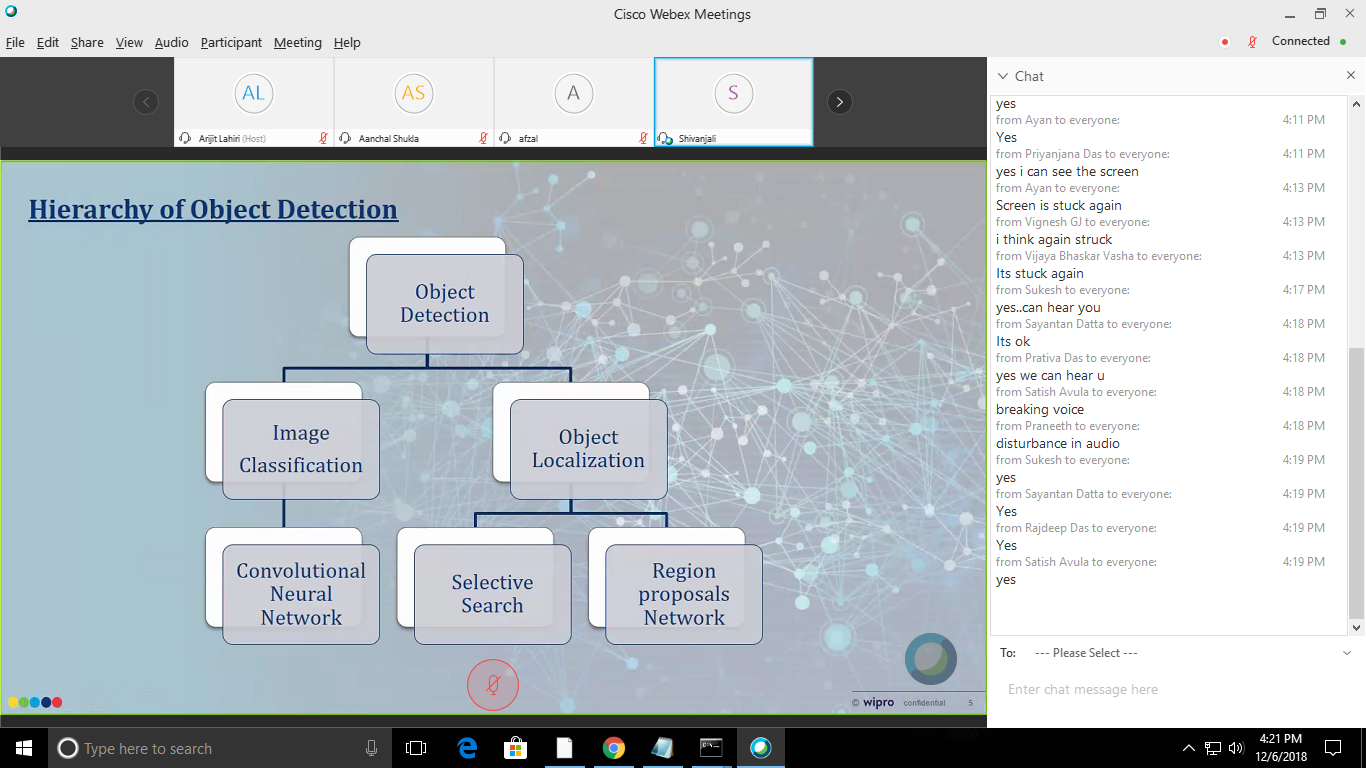 Cisco Webex Meetings
File Edit Share View Audio Participant Meeting Help
Connected
AL
Arijit Lahiri (Host)
AS
Aanchal Shukla
A
afzal
S
Shivanjali
Hierarchy of Object Detection
Object
Detection
Image
Classification
Object
Localization
Convolutional
Neural
Network
Selective
Search
Region
proposals
Network
© wipro confidential 5
Chat
yes
from Ayan to everyone: 4:11 PM
Yes
from Priyanjana Das to everyone: 4:11 PM
yes i can see the screen
from Ayan to everyone: 4:13 PM
Screen is stuck again
from Vignesh GJ to everyone: 4:13 PM
i think again struck
from Vijaya Bhaskar Vasha to everyone: 4:13 PM
Its stuck again
from Sukesh to everyone: 4:17 PM
yes..can hear you
from Sayantan Datta to everyone: 4:18 PM
Its ok
from Prativa Das to everyone: 4:18 PM
yes we can hear u
from Satish Avula to everyone: 4:18 PM
breaking voice
from Praneeth to everyone: 4:18 PM
disturbance in audio
from Sukesh to everyone: 4:19 PM
yes
from Sayantan Datta to everyone: 4:19 PM
Yes
from Rajdeep Das to everyone: 4:19 PM
Yes
from Satish Avula to everyone: 4:19 PM
yes
To: --- Please Select ---
Enter chat message here
Type here to search
4:21 PM
12/6/2018